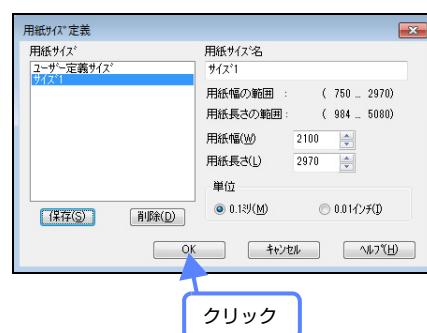 用紙ｻｲｽﾞ定義
用紙ｻｲｽﾞ
ﾕｰｻﾞｰ定義ｻｲｽﾞ
ｻｲｽﾞ1
保存(S)
削除(D)
用紙ｻｲｽﾞ名
ｻｲｽﾞ1
用紙幅の範囲 : ( 750 _ 2970)
用紙長さの範囲 : ( 984 _ 5080)
用紙幅(W) 2100
用紙長さ(L) 2970
単位
0.1ﾐﾘ(M) 0.01ｲﾝﾁ(I)
OK ｷｬﾝｾﾙ ﾍﾙﾌﾟ(H)
クリック